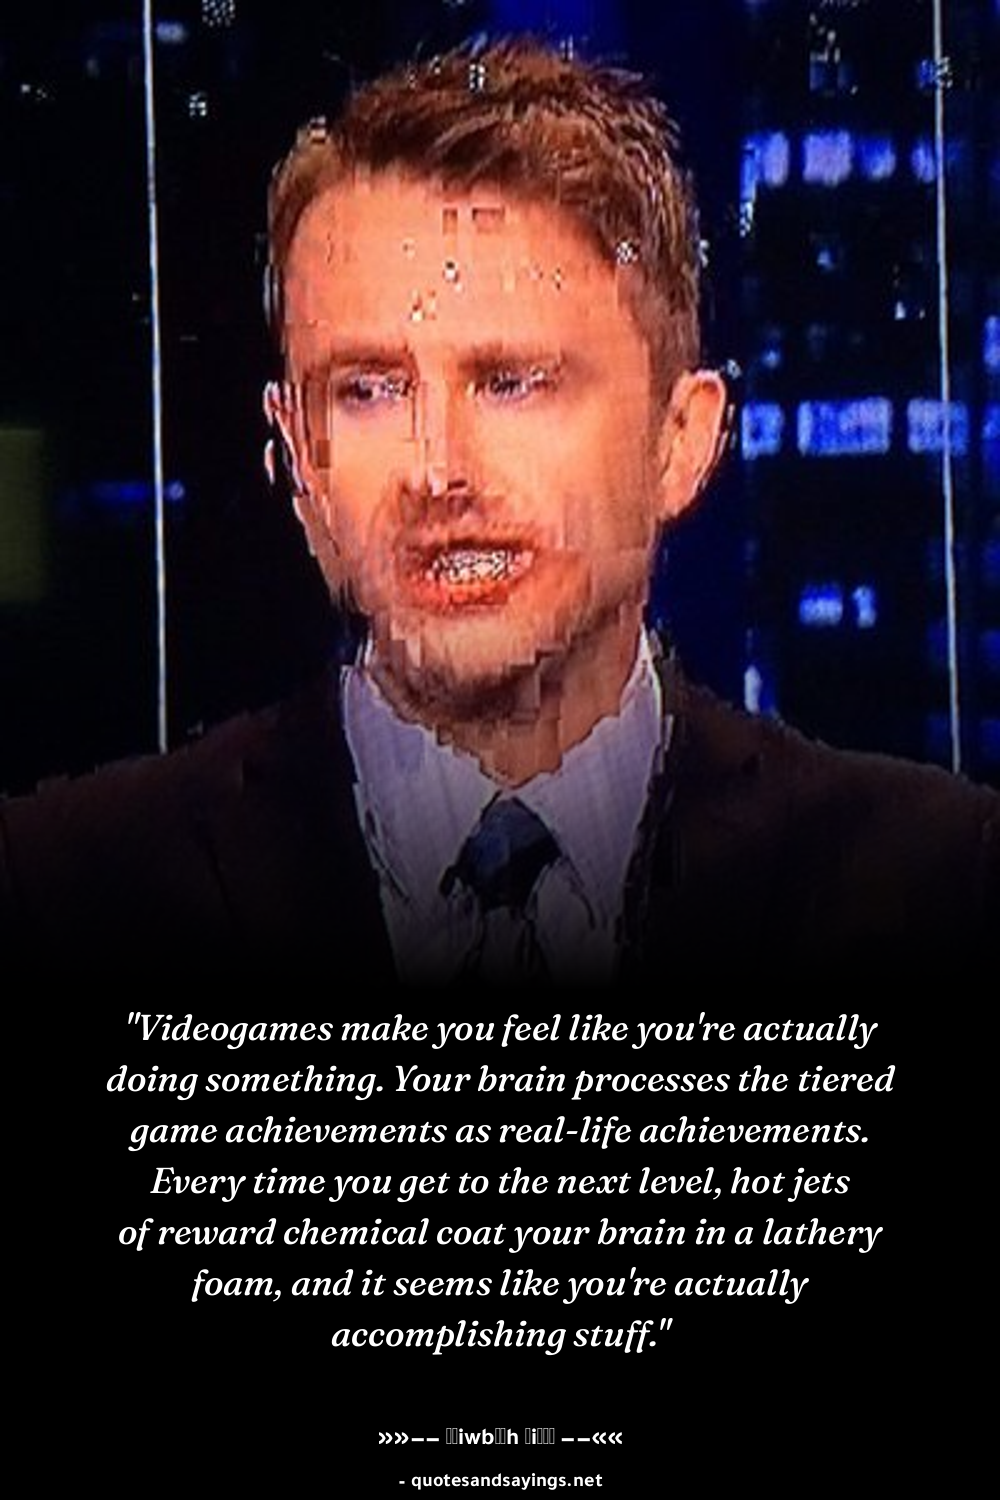 "Videogames make you feel like you're actually
doing something. Your brain processes the tiered
game achievements as real-life achievements.
Every time you get to the next level, hot jets
of reward chemical coat your brain in a lathery
foam, and it seems like you're actually
accomplishing stuff."
»»−− −−««
- quotesandsayings.net